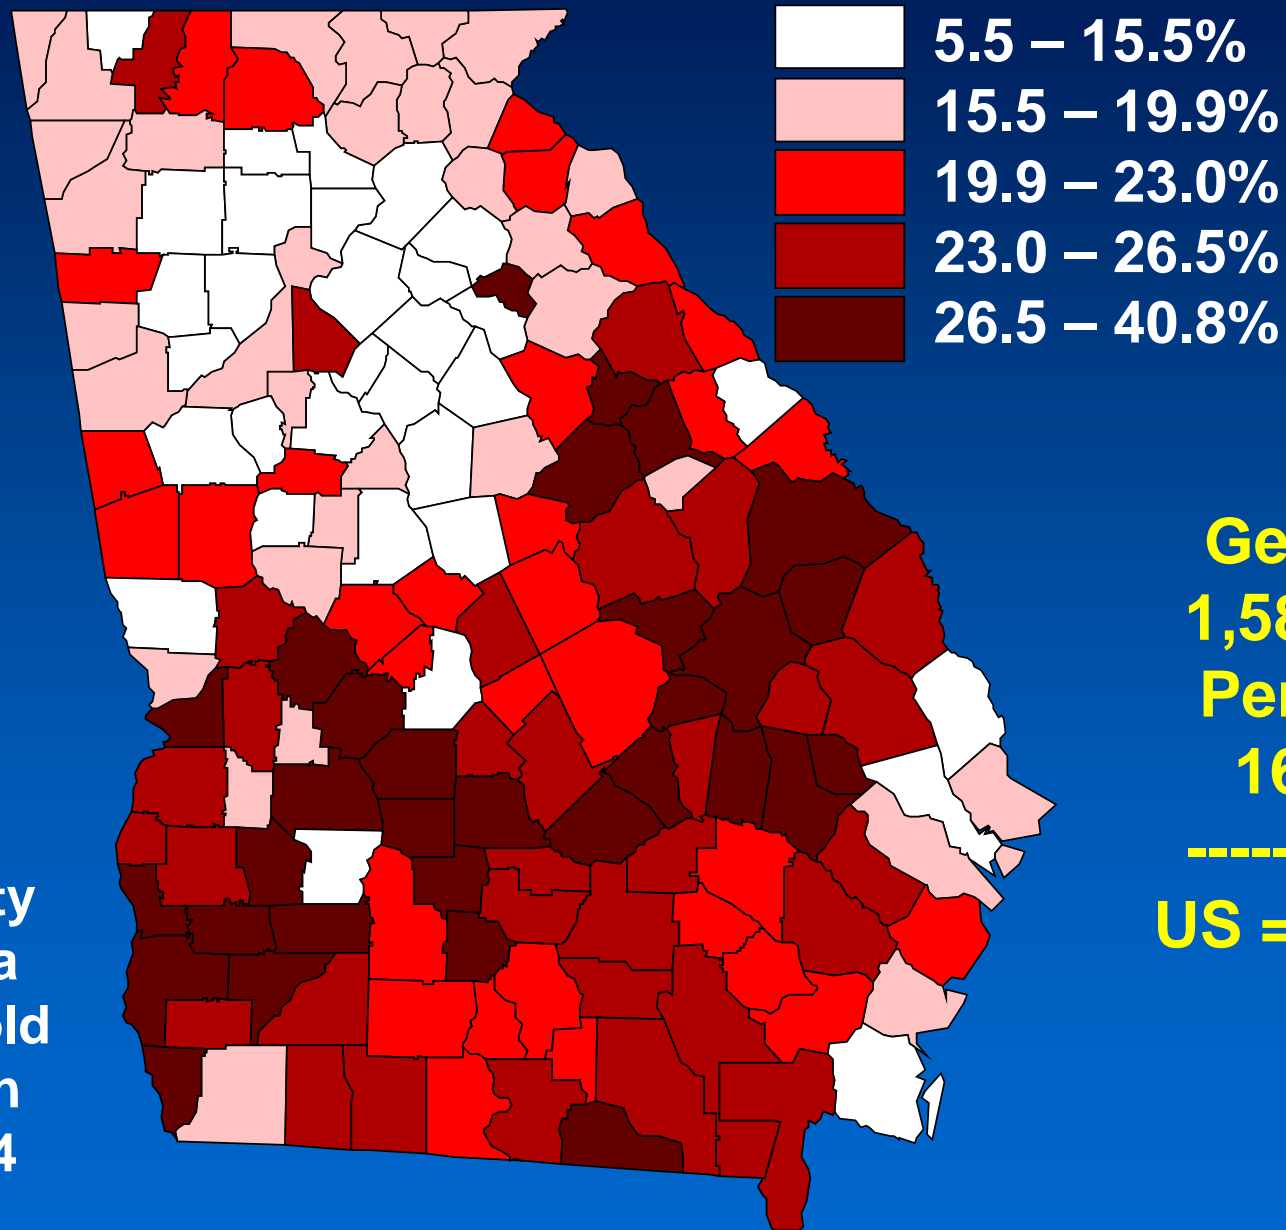 5.5 – 15.5%
15.5 – 19.9%
19.9 – 23.0%
23.0 – 26.5%
26.5 – 40.8%
Ge
1,58
Per
16
------
US =
ty
a
old
n
4